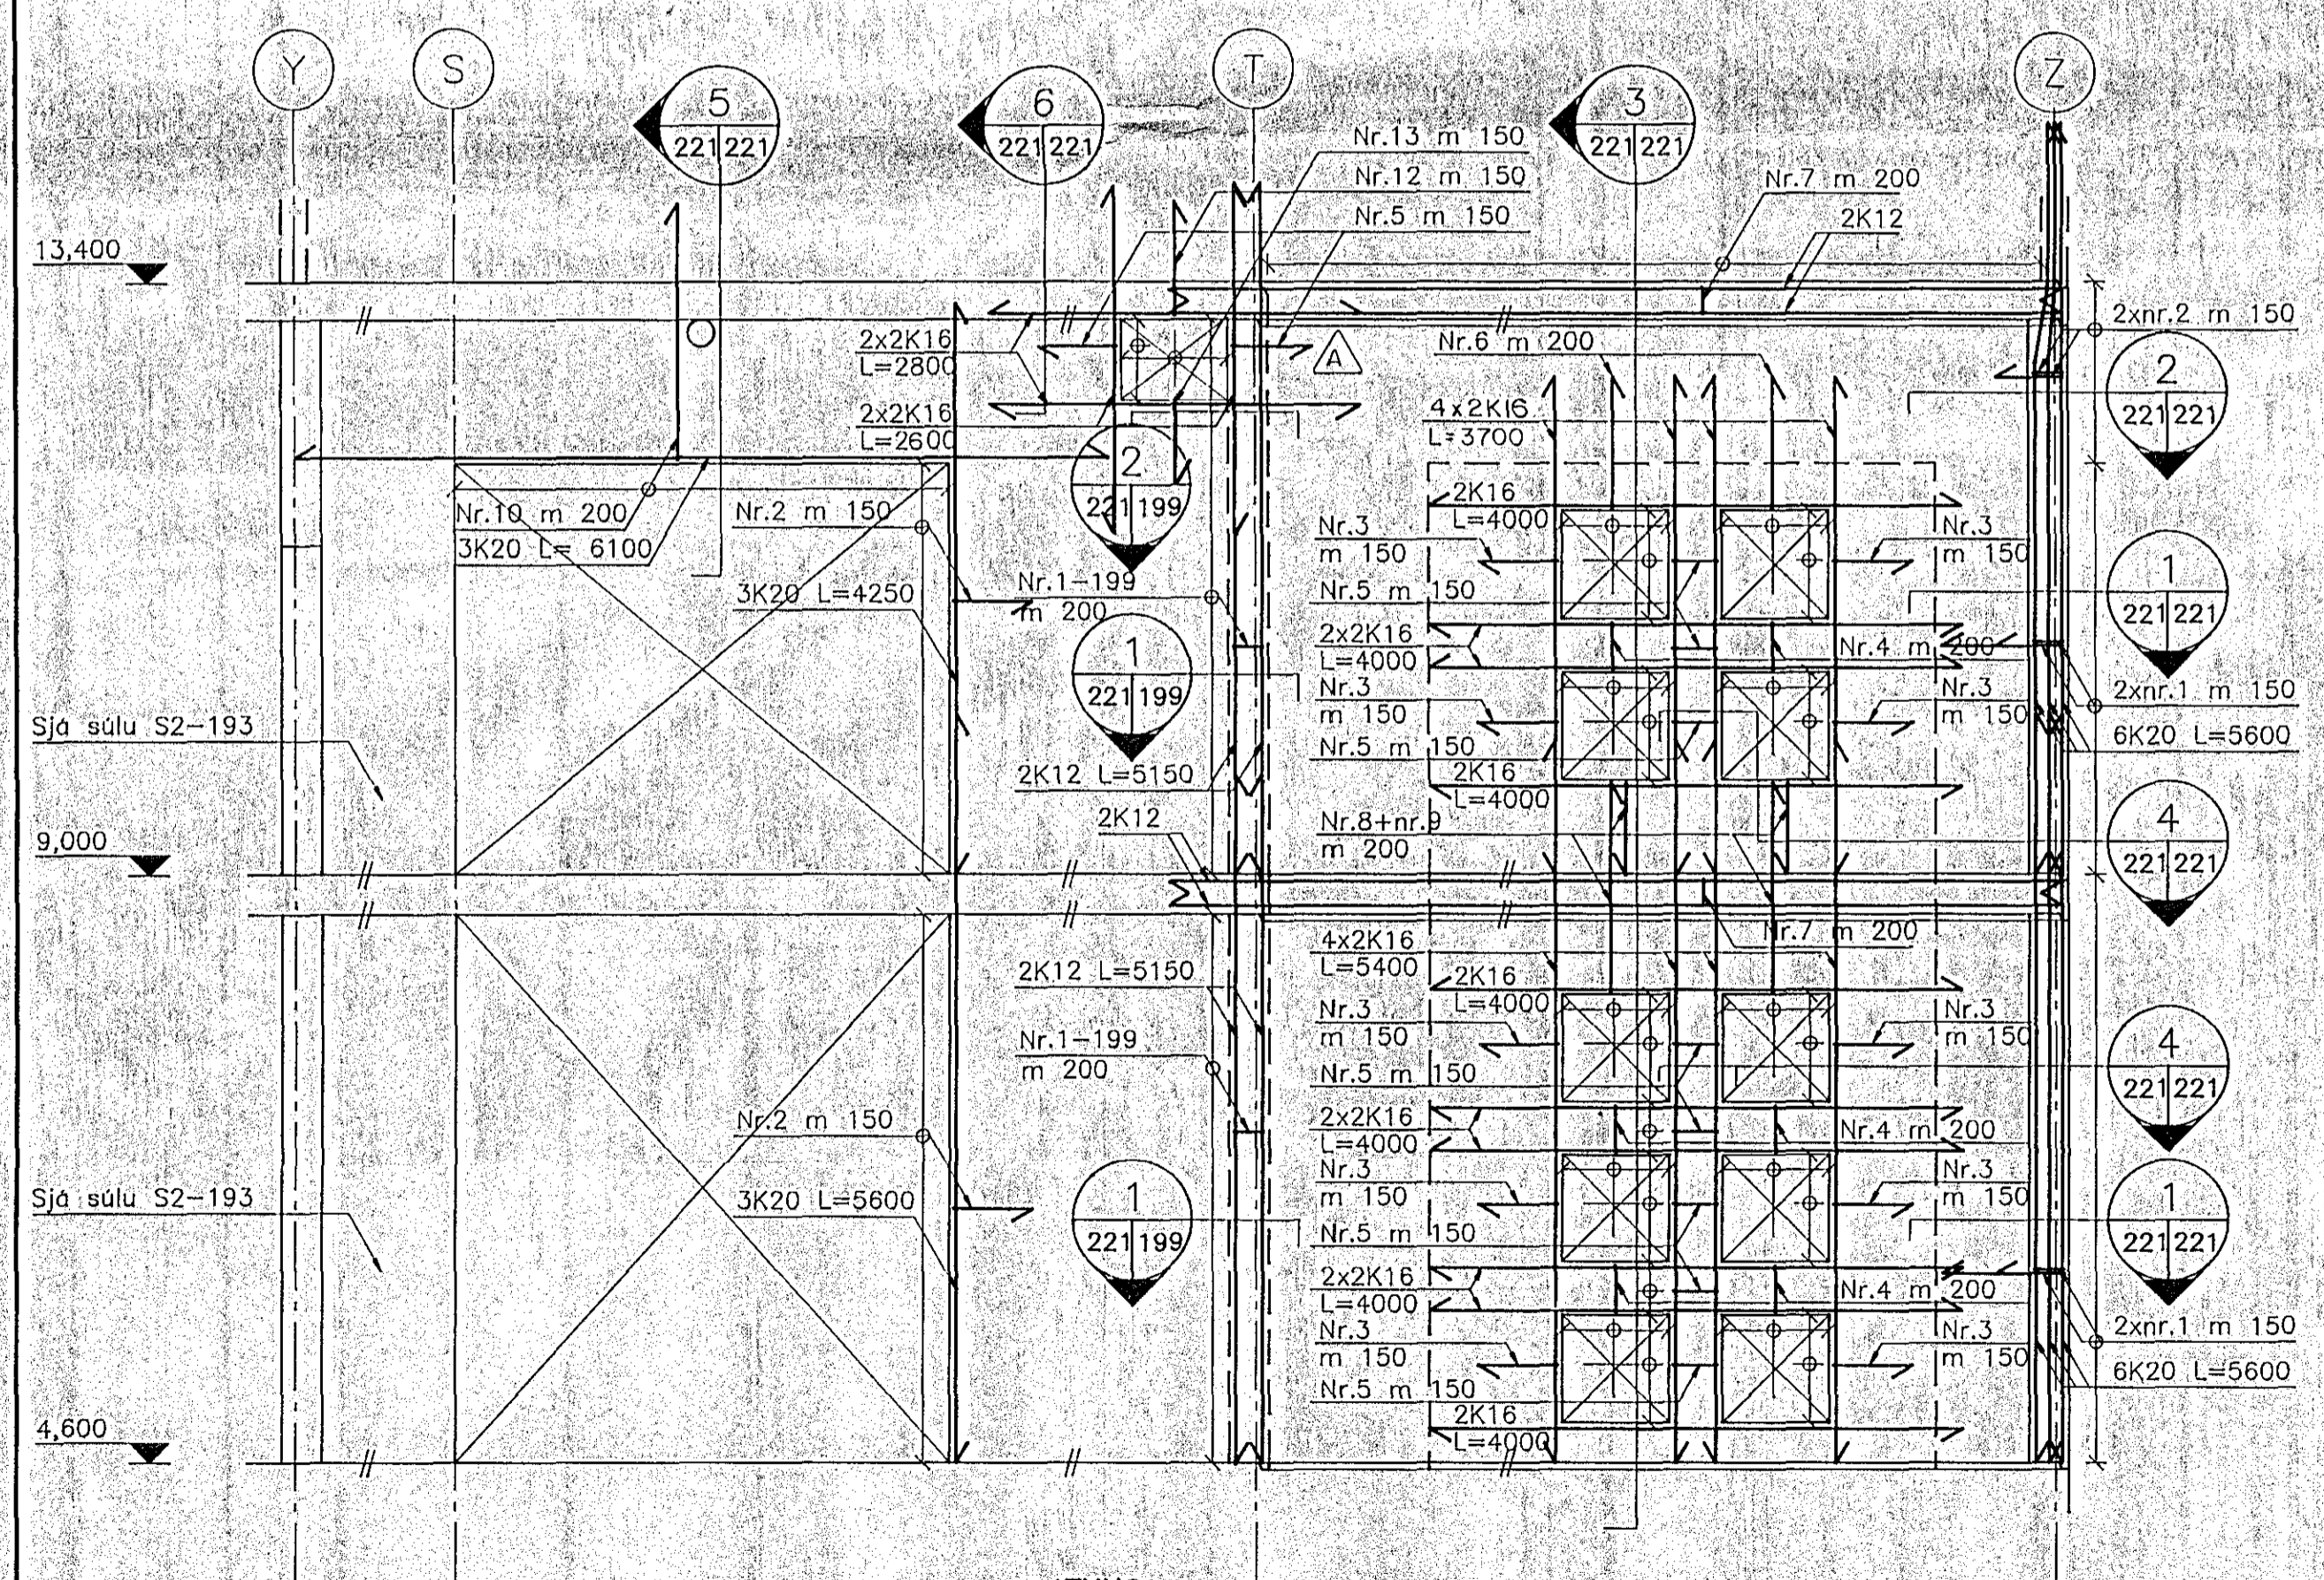 Y
S
T
Z
5
221 221
6
221 221
3
221 221
Nr.13 m 150
Nr.12 m 150
Nr.5 m 150
Nr.7 m 200
2K12
13,400
2x2K16
L=2800
2x2K16
L=2600
A
Nr.6 m 200
4x2K16
L=3700
2xnr.2 m 150
2
221 221
2
221 199
Nr.10 m 200
3K20 L= 6100
Nr.2 m 150
3K20 L=4250
Nr.1-199
m 200
1
221 199
2K16
L=4000
Nr.3
m 150
Nr.3
m 150
Nr.5 m 150
2x2K16
L=4000
Nr.4 m 200
1
221 221
Nr.3
m 150
Nr.3
m 150
2xnr.1 m 150
6K20 L=5600
Nr.5 m 150
2K16
L=4000
Sjá súlu S2-193
2K12 L=5150
2K12
Nr.8+nr.9
m 200
4
221 221
9,000
Nr.7 m 200
4x2K16
L=5400
2K16
L=4000
2K12 L=5150
Nr.1-199
m 200
Nr.3
m 150
Nr.3
m 150
4
221 221
Nr.5 m 150
2x2K16
L=4000
Nr.4 m 200
Nr.2 m 150
3K20 L=5600
Sjá súlu S2-193
1
221 199
Nr.3
m 150
Nr.3
m 150
1
221 221
Nr.5 m 150
2x2K16
L=4000
Nr.4 m 200
Nr.3
m 150
Nr.3
m 150
2xnr.1 m 150
6K20 L=5600
Nr.5 m 150
2K16
L=4000
4,600